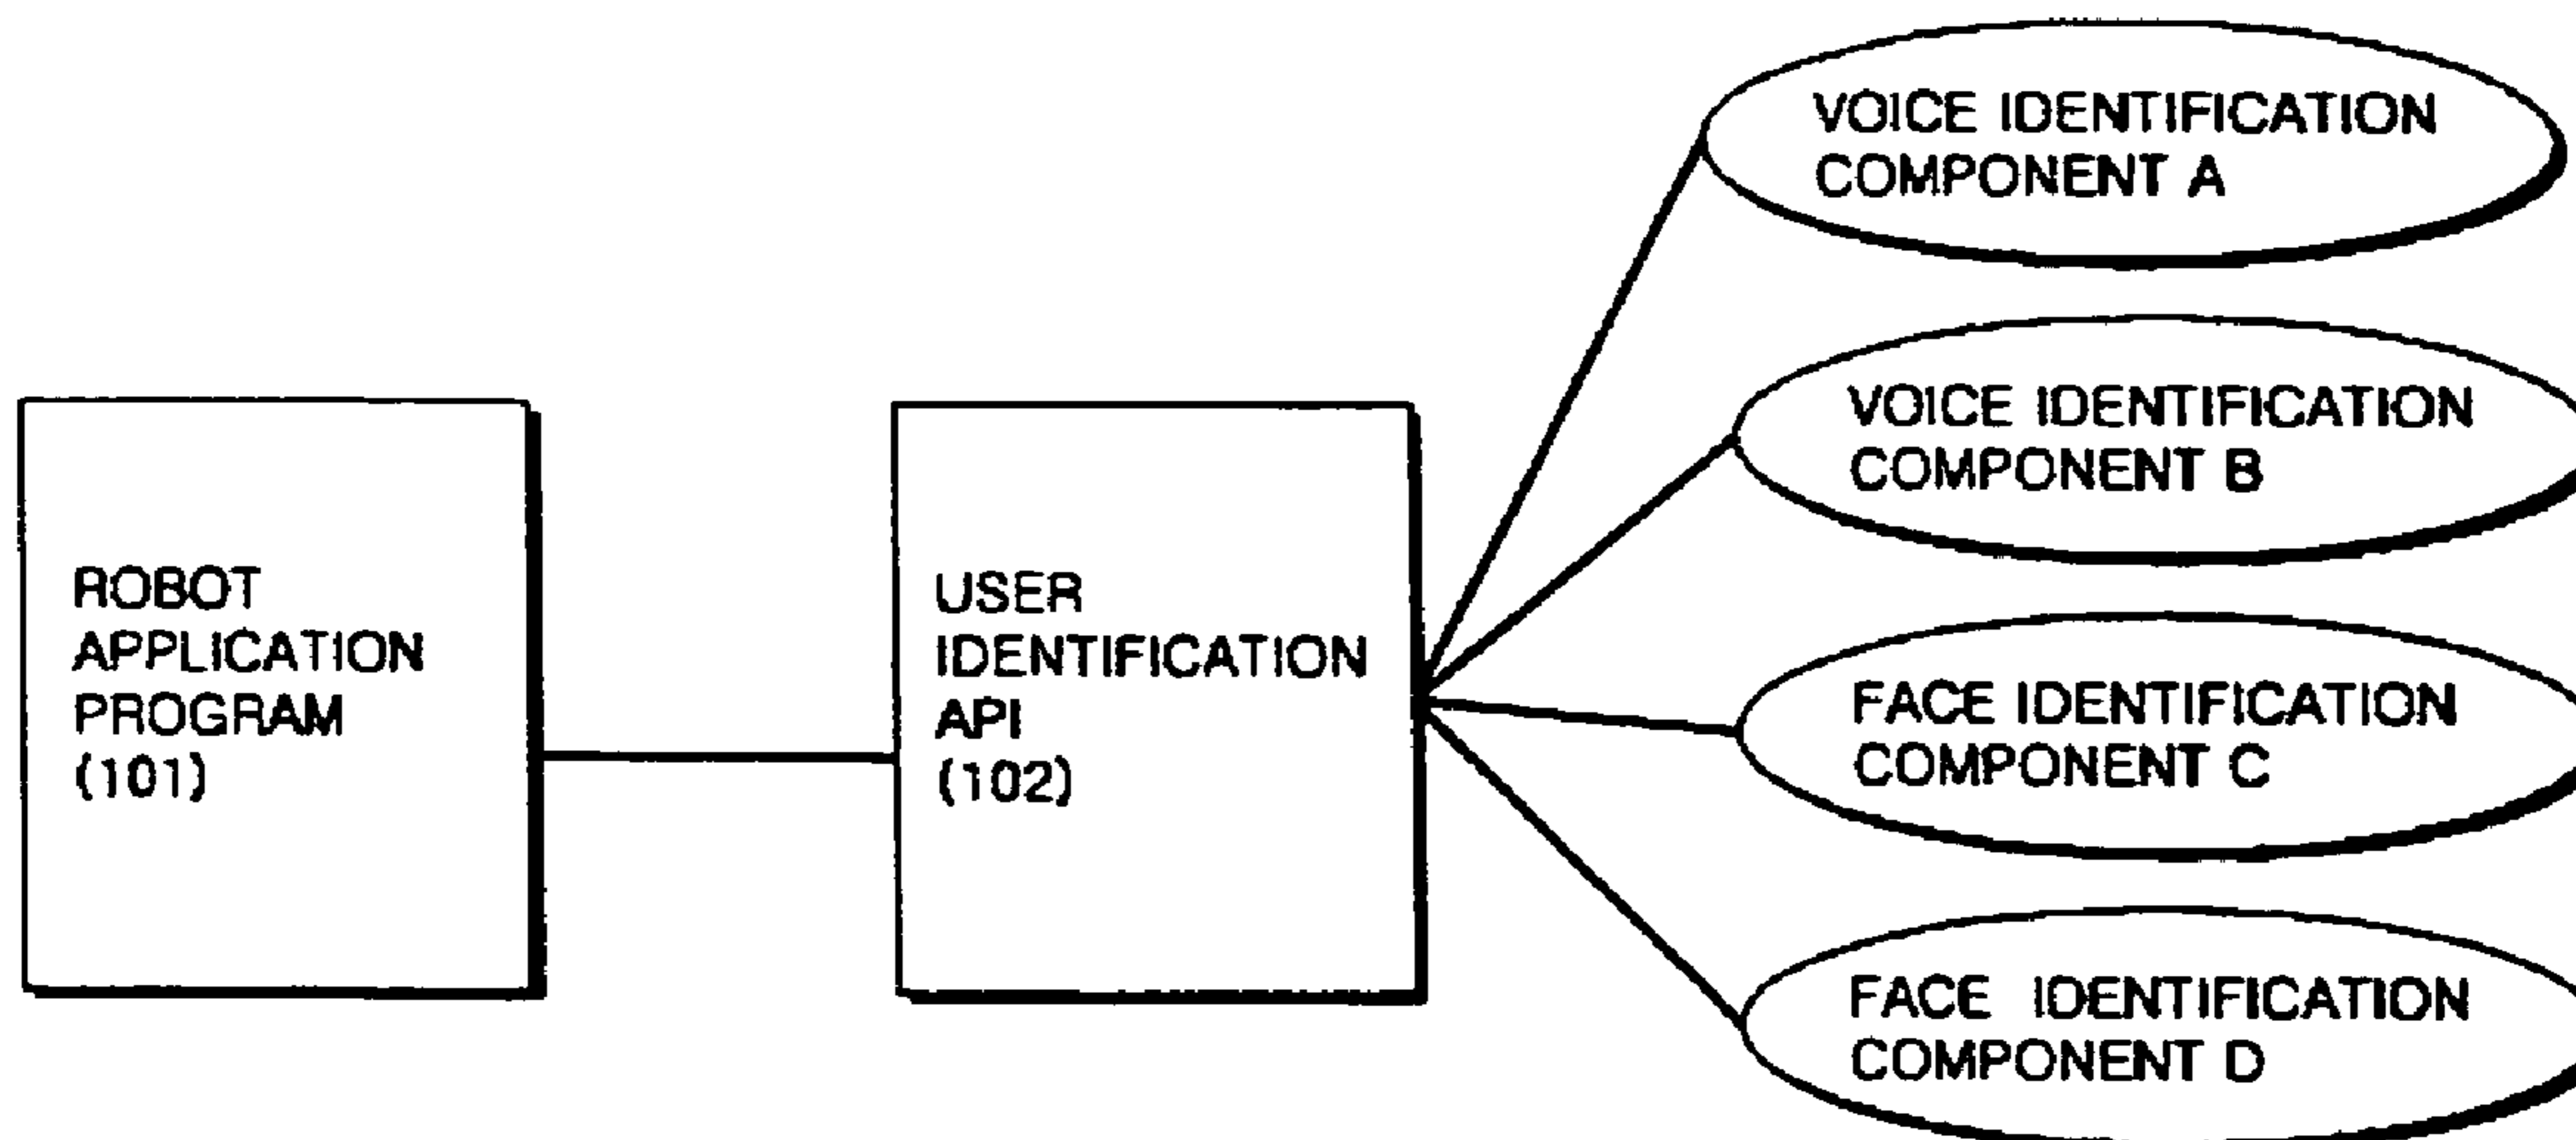 ROBOT
APPLICATION
PROGRAM
(101)
USER
IDENTIFICATION
API
(102)
VOICE IDENTIFICATION
COMPONENT A
VOICE IDENTIFICATION
COMPONENT B
FACE IDENTIFICATION
COMPONENT C
FACE IDENTIFICATION
COMPONENT D